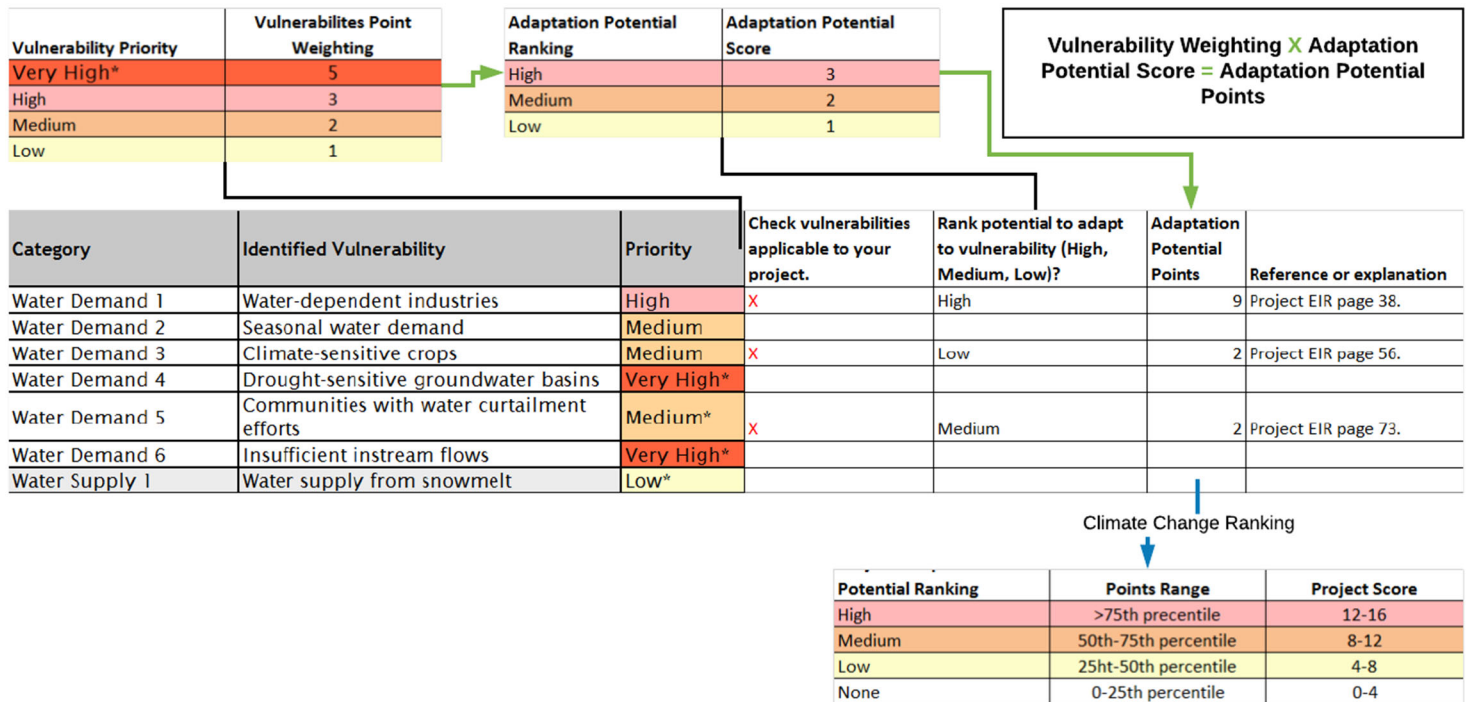 Vulnerability Priority
Vulnerabilites Point
Weighting
Very High* 5
High 3
Medium 2
Low 1
Adaptation Potential
Ranking
Adaptation Potential
Score
High 3
Medium 2
Low 1
Vulnerability Weighting X Adaptation
Potential Score = Adaptation Potential
Points
Category
Identified Vulnerability
Priority
Check vulnerabilities
applicable to your
project.
Rank potential to adapt
to vulnerability (High,
Medium, Low)?
Adaptation
Potential
Points
Reference or explanation
Water Demand 1 Water-dependent industries High X High 9 Project EIR page 38.
Water Demand 2 Seasonal water demand Medium
Water Demand 3 Climate-sensitive crops Medium X Low 2 Project EIR page 56.
Water Demand 4 Drought-sensitive groundwater basins Very High*
Water Demand 5
Communities with water curtailment
efforts
Medium* X Medium 2 Project EIR page 73.
Water Demand 6 Insufficient instream flows Very High*
Water Supply 1 Water supply from snowmelt Low*
Climate Change Ranking
Potential Ranking Points Range Project Score
High >75th precentile 12-16
Medium 50th-75th percentile 8-12
Low 25ht-50th percentile 4-8
None 0-25th percentile 0-4